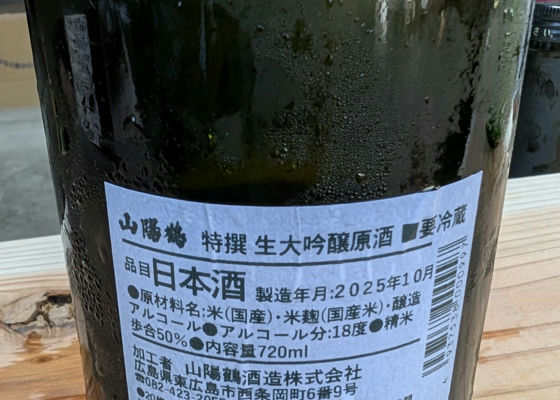 山陽鶴 特撰 生大吟醸原酒 ■要冷蔵
品目 日本酒 製造年月:2025年10月
●原材料名:米(国産)・米麹(国産米)・醸造
アルコール●アルコール分:18度●精米
歩合50%●内容量720ml
加工者 山陽鶴酒造株式会社
広島県東広島市西条岡町6番9号